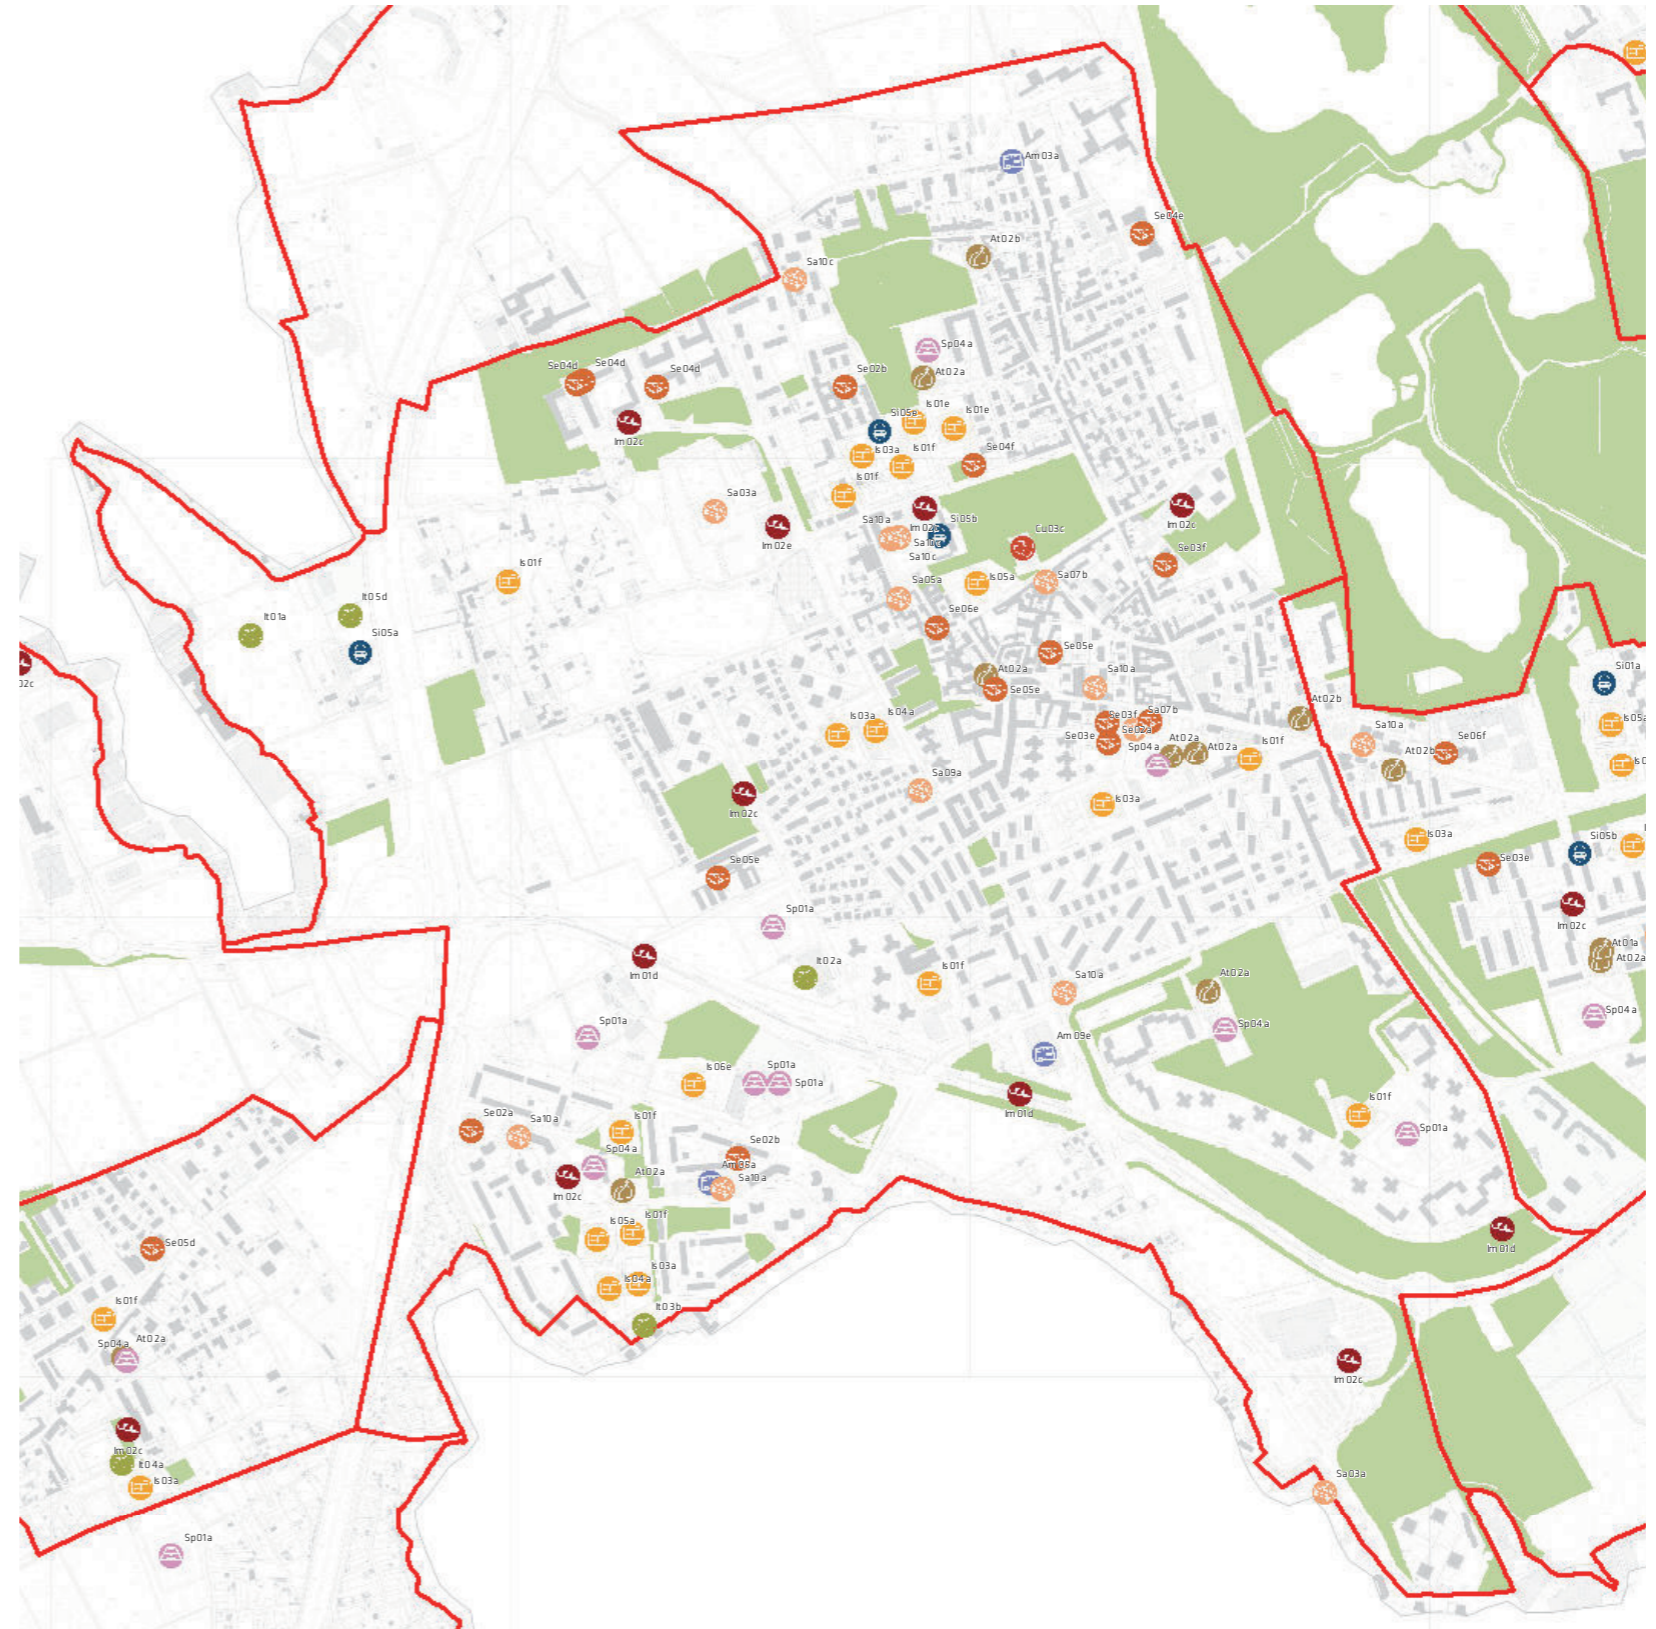 Am03a
Se04e
At02b
Sa10c
Sp04a
Se04d
Se04d
Se04d
Se02b
At02a
Im02c
Si05e
Is01e
Is01e
Is03a
Is01f
Se04f
Is01f
Sa03a
Im02e
Sa10a
Si05b
Im02c
Sa10c
Cu03c
Se03f
Is01f
Sa05a
Is05a
Sa07b
It01a
It05d
Si05a
Se06e
Se05e
At02a
Se05e
Sa10a
Si01a
02c
At02b
Is03a
Is04a
Sa07b
Se03e
Sp04a
At02a
At02a
Is01f
Sa10a
At02b
Se06f
Is05a
Sa09a
Im02c
Is03a
Is03a
Se03e
Si05b
Se05e
Im02c
Sp01a
At01a
At02a
Im01d
It02a
Is01f
Sa10a
At02a
Sp01a
Sp04a
Sp04a
Am09e
Is06e
Sp01a
Sp01a
Im01d
Is01f
Sp01a
Se02a
Sa10a
Is01f
Sp04a
Se02b
Im02c
At02a
Sa10a
Is05a
Is01f
Im01d
Se05d
Is03a
Is04a
Is01f
It03b
Sp04a
At02a
Im02c
Im02c
It04a
Is03a
Sa03a
Sp01a